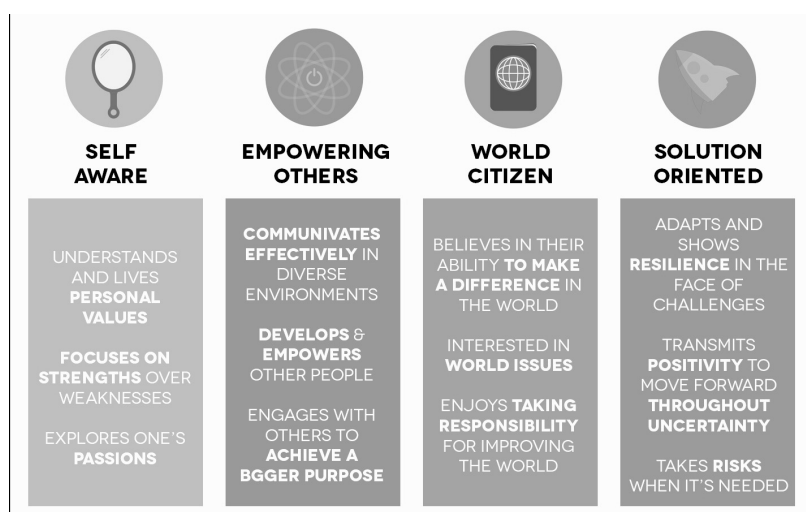 SELF
AWARE
UNDERSTANDS
AND LIVES
PERSONAL
VALUES
FOCUSES ON
STRENGTHS OVER
WEAKNESSES
EXPLORES ONE'S
PASSIONS
EMPOWERING
OTHERS
COMMUNIVATES
EFFECTIVELY IN
DIVERSE
ENVIRONMENTS
DEVELOPS &
EMPOWERS
OTHER PEOPLE
ENGAGES WITH
OTHERS TO
ACHIEVE A
BGGER PURPOSE
WORLD
CITIZEN
BELIEVES IN THEIR
ABILITY TO MAKE
A DIFFERENCE IN
THE WORLD
INTERESTED IN
WORLD ISSUES
ENJOYS TAKING
RESPONSIBILITY
FOR IMPROVING
THE WORLD
SOLUTION
ORIENTED
ADAPTS AND
SHOWS
RESILIENCE IN THE
FACE OF
CHALLENGES
TRANSMITS
POSITIVITY TO
MOVE FORWARD
THROUGHOUT
UNCERTAINTY
TAKES RISKS
WHEN IT'S NEEDED